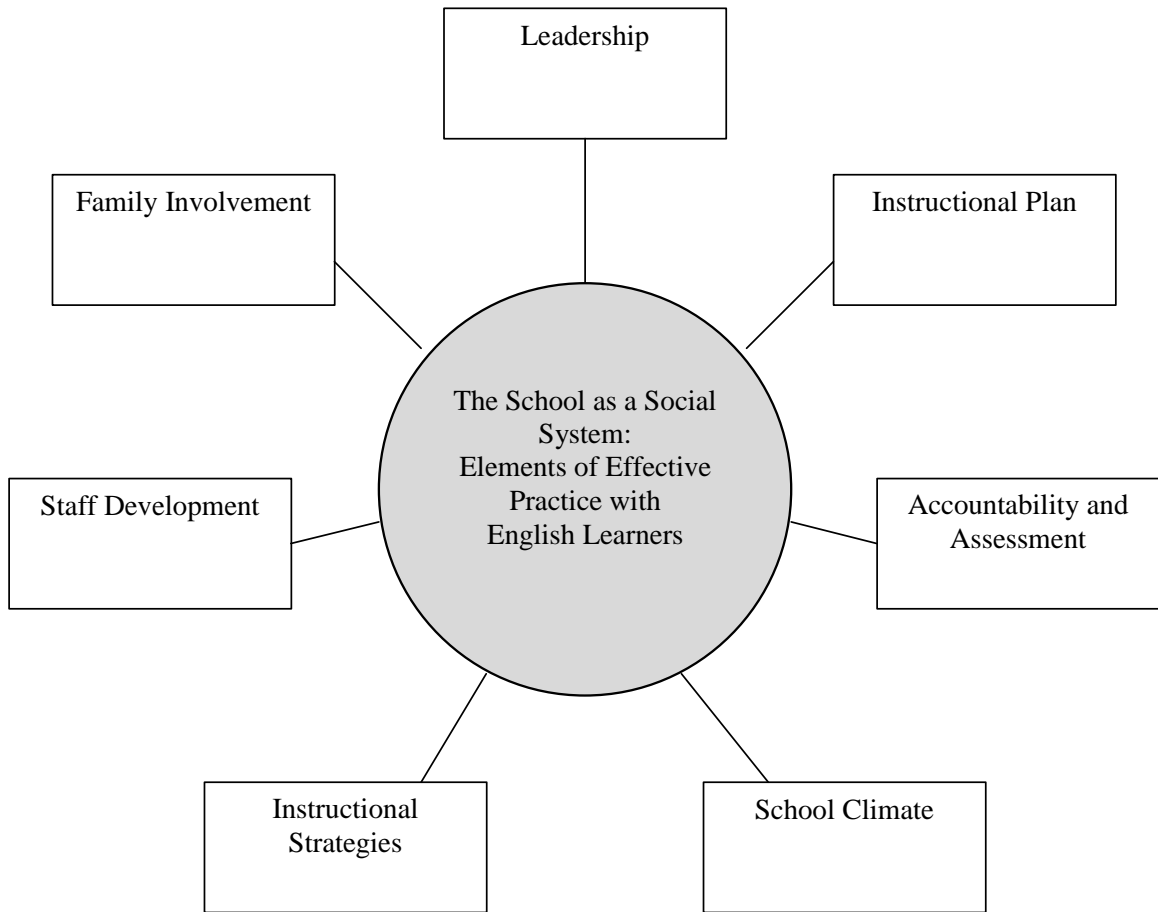 Leadership
Family Involvement
Instructional Plan
The School as a Social
System:
Elements of Effective
Practice with
English Learners
Staff Development
Accountability and
Assessment
Instructional
Strategies
School Climate